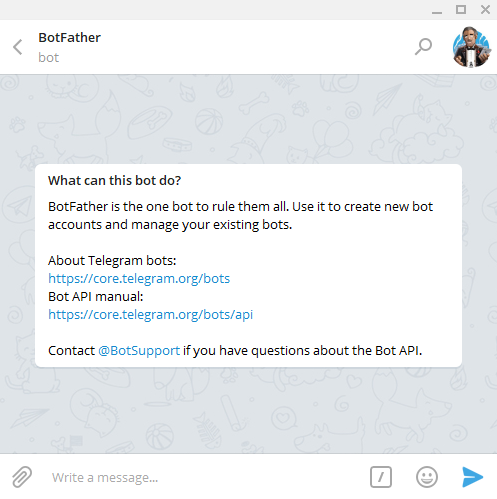 BotFather
bot
What can this bot do?
BotFather is the one bot to rule them all. Use it to create new bot
accounts and manage your existing bots.
About Telegram bots:
https://core.telegram.org/bots
Bot API manual:
https://core.telegram.org/bots/api
Contact @BotSupport if you have questions about the Bot API.
Write a message...
/